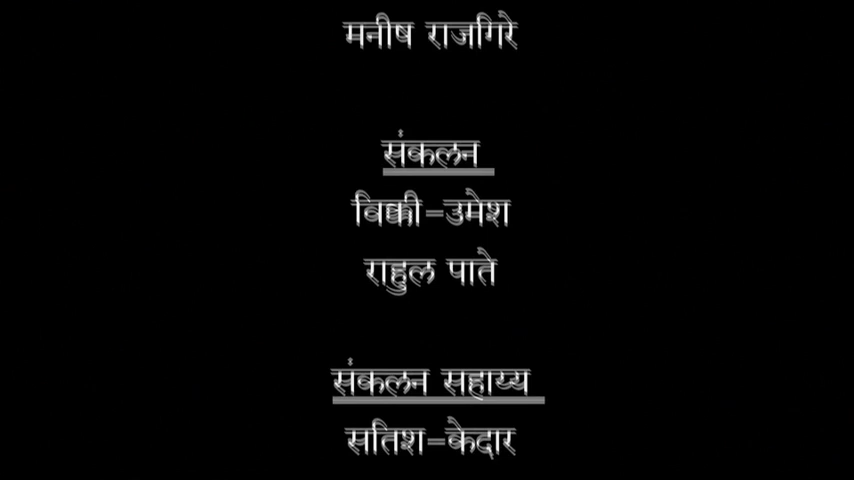 मनीष राजगिरे
संकलन
विक्की-उमेश
राहुल पाते
संकलन सहाय्य
सतिश-केदार